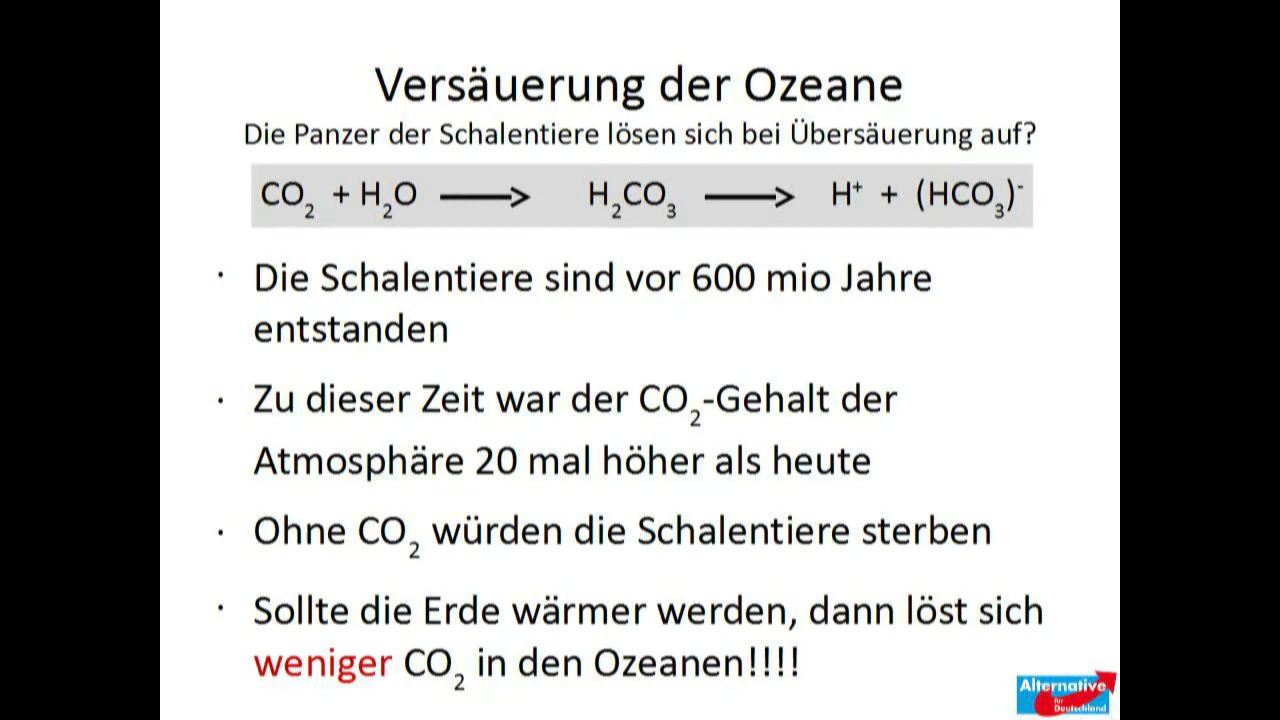 Versäuerung der Ozeane
Die Panzer der Schalentiere lösen sich bei Übersäuerung auf?
CO₂ + H₂O ⟶ H₂CO₃ ⟶ H⁺ + (HCO₃)⁻
· Die Schalentiere sind vor 600 mio Jahre
entstanden
· Zu dieser Zeit war der CO₂-Gehalt der
Atmosphäre 20 mal höher als heute
· Ohne CO₂ würden die Schalentiere sterben
· Sollte die Erde wärmer werden, dann löst sich
weniger CO₂ in den Ozeanen!!!!
Alternative
für
Deutschland